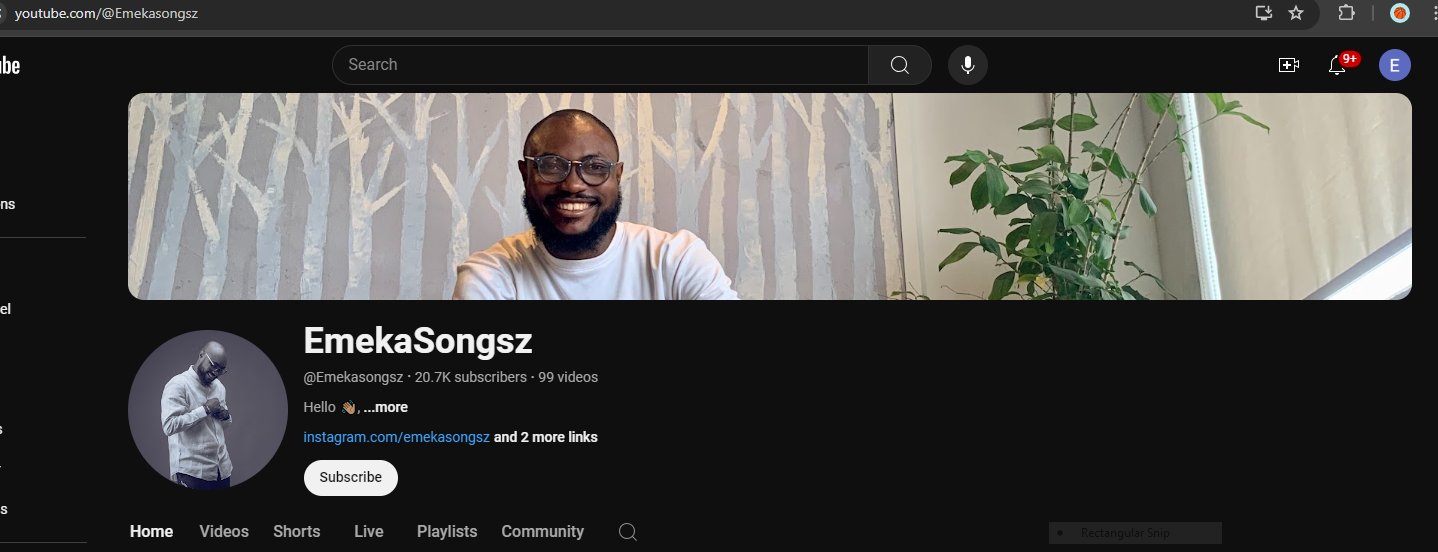 youtube.com/@Emekasongsz
ube
Search
9+
E
ons
el
s
s
EmekaSongsz
@Emekasongsz · 20.7K subscribers · 99 videos
Hello 👋🏽, ...more
instagram.com/emekasongsz and 2 more links
Subscribe
Home Videos Shorts Live Playlists Community
Rectangular Snip